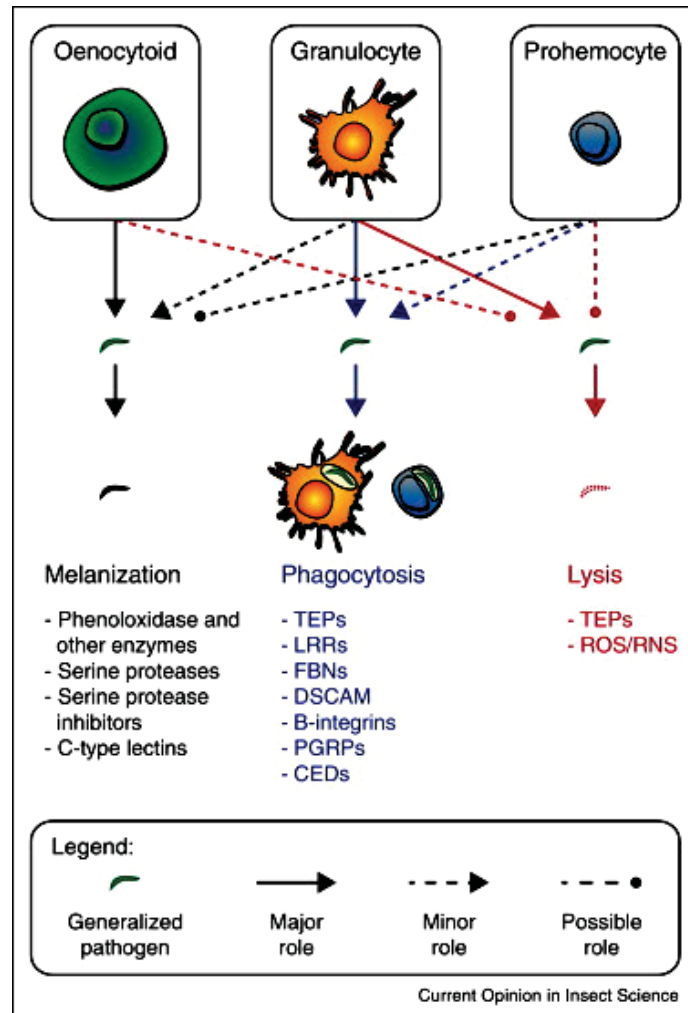 Oenocytoid
Granulocyte
Prohemocyte
Melanization
- Phenoloxidase and
other enzymes
- Serine proteases
- Serine protease
inhibitors
- C-type lectins
Phagocytosis
- TEPs
- LRRs
- FBNs
- DSCAM
- B-integrins
- PGRPs
- CEDs
Lysis
- TEPs
- ROS/RNS
Legend:
Generalized
pathogen
Major
role
Minor
role
Possible
role
Current Opinion in Insect Science